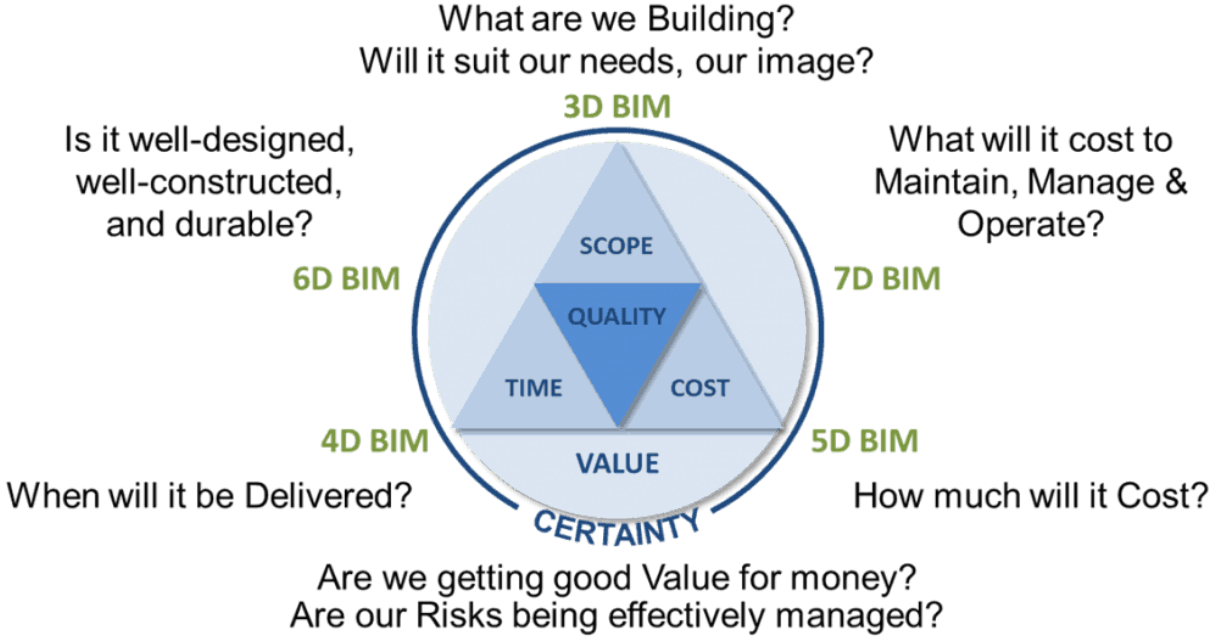 What are we Building?
Will it suit our needs, our image?
3D BIM
Is it well-designed,
well-constructed,
and durable?
What will it cost to
Maintain, Manage &
Operate?
SCOPE
6D BIM
7D BIM
QUALITY
TIME
COST
4D BIM
5D BIM
VALUE
When will it be Delivered?
How much will it Cost?
CERTAINTY
Are we getting good Value for money?
Are our Risks being effectively managed?